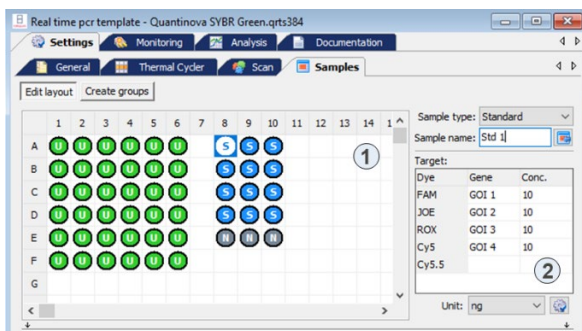 Real time pcr template - Quantinova SYBR Green.qrts384
Settings Monitoring Analysis Documentation
General Thermal Cycler Scan Samples
Edit layout Create groups
Sample type: Standard
Sample name: Std 1
1 2 3 4 5 6 7 8 9 10 11 12 13 14 1
A U U U U U U S S S
B U U U U U U S S S
C U U U U U U S S S
D U U U U U U S S S
E U U U U U U N N N
F U U U U U U
G
1
Target:
Dye Gene Conc.
FAM GOI 1 10
JOE GOI 2 10
ROX GOI 3 10
Cy5 GOI 4 10
Cy5.5
2
Unit: ng